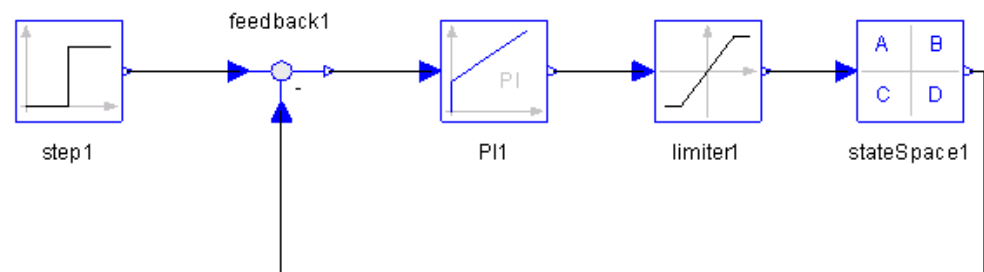 feedback1
-
PI
A B
C D
step1
PI1
limiter1
stateSpace1